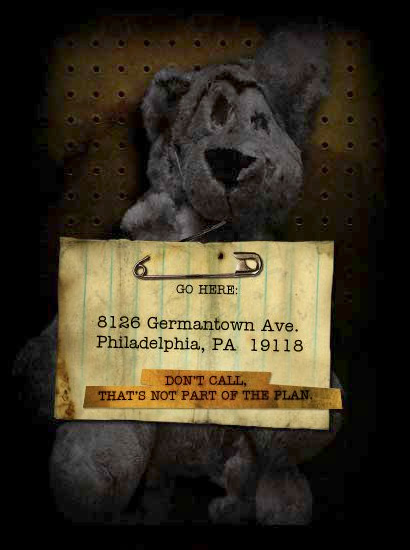 GO HERE:
8126 Germantown Ave.
Philadelphia, PA 19118
DON'T CALL,
THAT'S NOT PART OF THE PLAN.